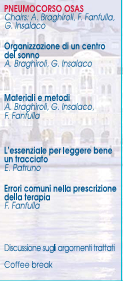 PNEUMOCORSO OSAS
Chairs: A. Braghiroli, F. Fanfulla,
G. Insalaco
Organizzazione di un centro
del sonno
A. Braghiroli, G. Insalaco
Materiali e metodi
A. Braghiroli, G. Insalaco
F. Fanfulla
L'essenziale per leggere bene
un tracciato
E. Patruno
Errori comuni nella prescrizione
della terapia
F. Fanfulla
Discussione sugli argomenti trattati
Coffee break